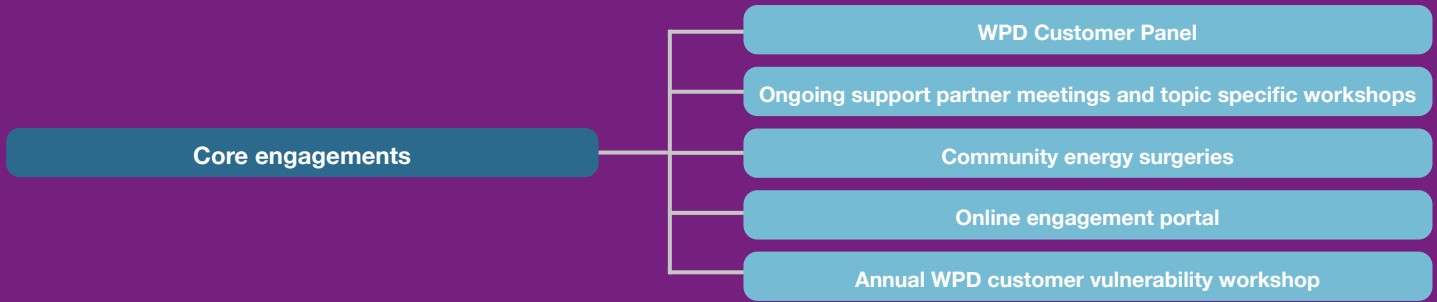 Core engagements
WPD Customer Panel
Ongoing support partner meetings and topic specific workshops
Community energy surgeries
Online engagement portal
Annual WPD customer vulnerability workshop